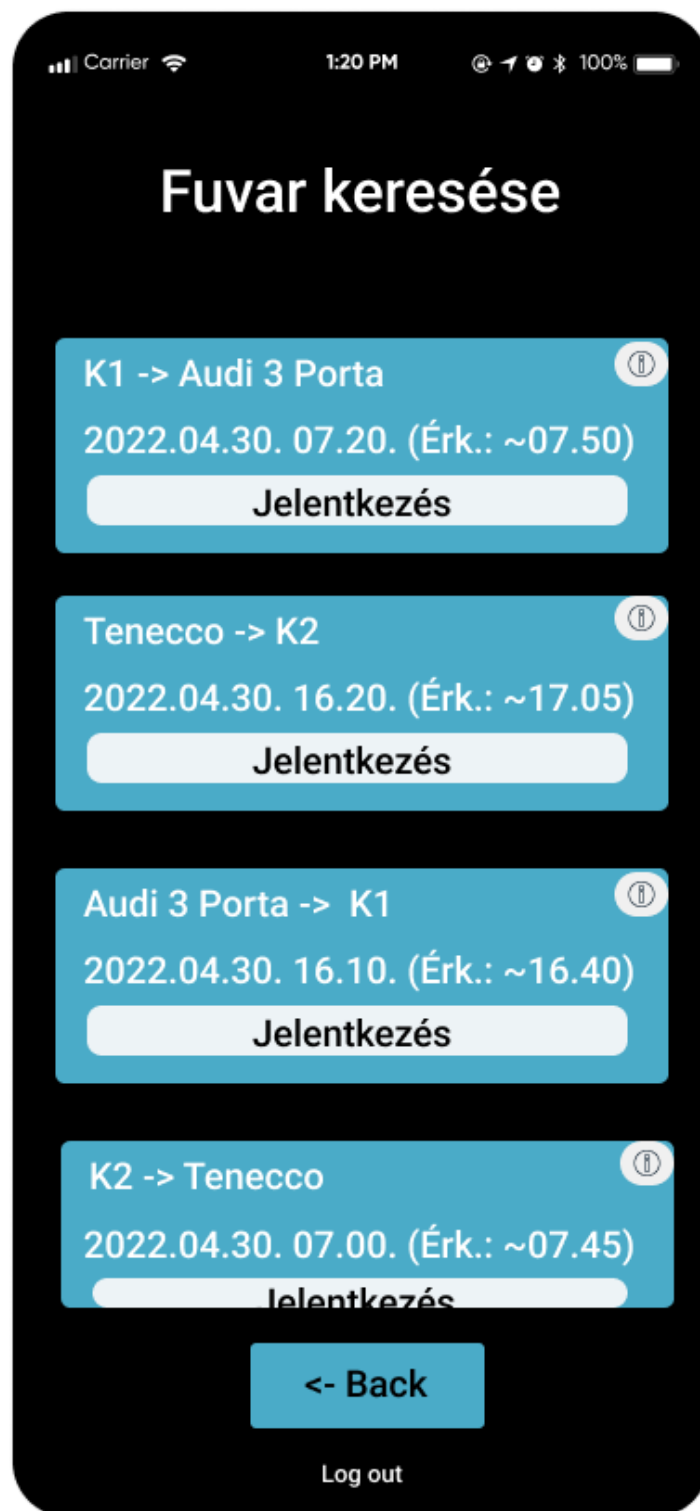 Carrier 1:20 PM 100%
Fuvar keresése
K1 -> Audi 3 Porta
2022.04.30. 07.20. (Érk.: ~07.50)
Jelentkezés
Tenecco -> K2
2022.04.30. 16.20. (Érk.: ~17.05)
Jelentkezés
Audi 3 Porta -> K1
2022.04.30. 16.10. (Érk.: ~16.40)
Jelentkezés
K2 -> Tenecco
2022.04.30. 07.00. (Érk.: ~07.45)
Jelentkezés
<- Back
Log out